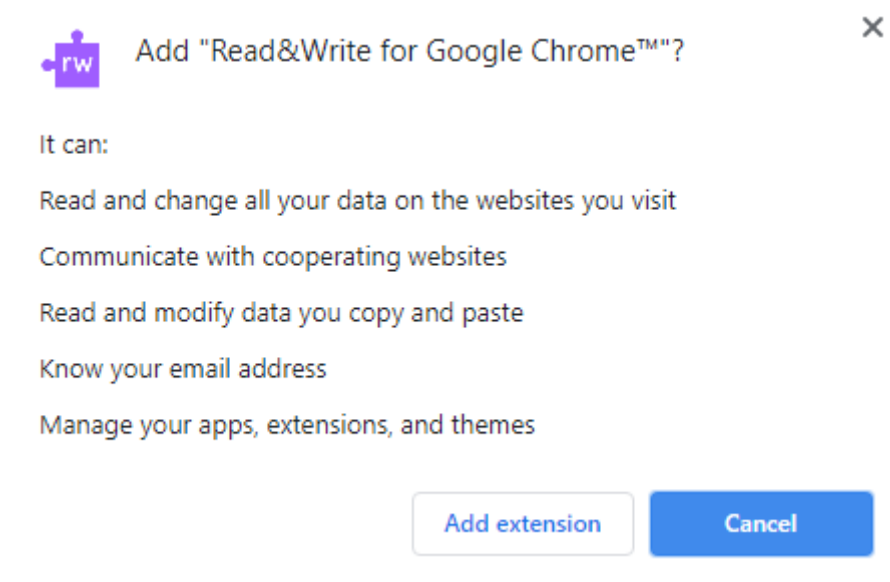 rw
Add "Read&Write for Google Chrome™"?
It can:
Read and change all your data on the websites you visit
Communicate with cooperating websites
Read and modify data you copy and paste
Know your email address
Manage your apps, extensions, and themes
Add extension
Cancel